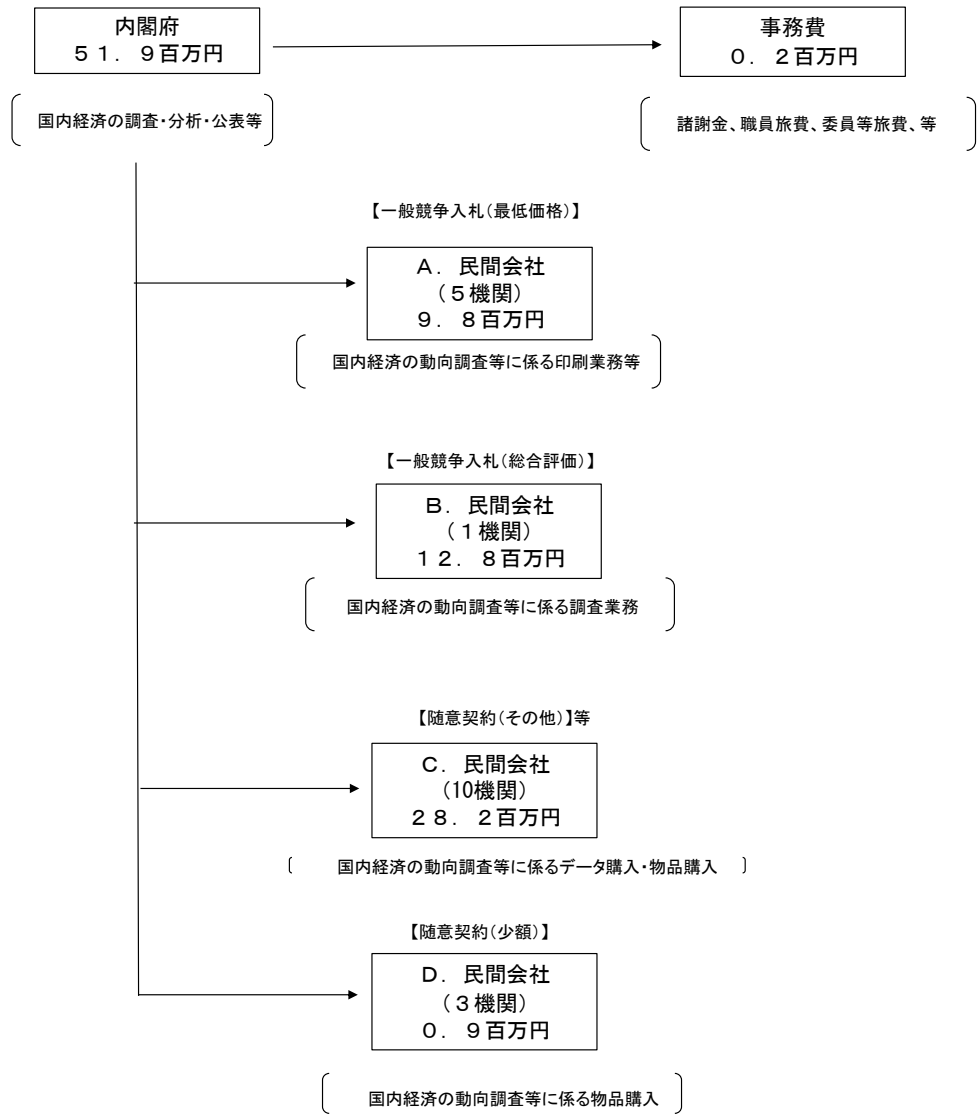 内閣府
５１．９百万円
事務費
０．２百万円
国内経済の調査・分析・公表等
諸謝金、職員旅費、委員等旅費、等
【一般競争入札（最低価格）】
Ａ．民間会社
（５機関）
９．８百万円
国内経済の動向調査等に係る印刷業務等
【一般競争入札（総合評価）】
Ｂ．民間会社
（１機関）
１２．８百万円
国内経済の動向調査等に係る調査業務
【随意契約（その他）】等
Ｃ．民間会社
（10機関）
２８．２百万円
国内経済の動向調査等に係るデータ購入・物品購入
【随意契約（少額）】
Ｄ．民間会社
（３機関）
０．９百万円
国内経済の動向調査等に係る物品購入